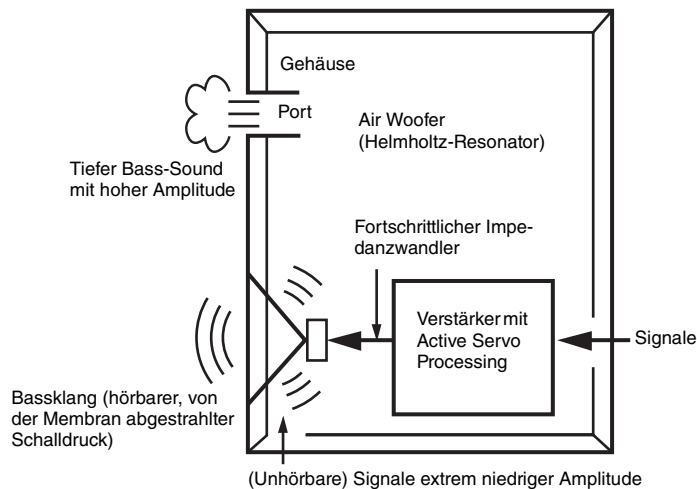 Gehäuse
Port
Air Woofer
(Helmholtz-Resonator)
Tiefer Bass-Sound
mit hoher Amplitude
Fortschrittlicher Impe-
danzwandler
Verstärker mit
Active Servo
Processing
Signale
Bassklang (hörbarer, von
der Membran abgestrahlter
Schalldruck)
(Unhörbare) Signale extrem niedriger Amplitude